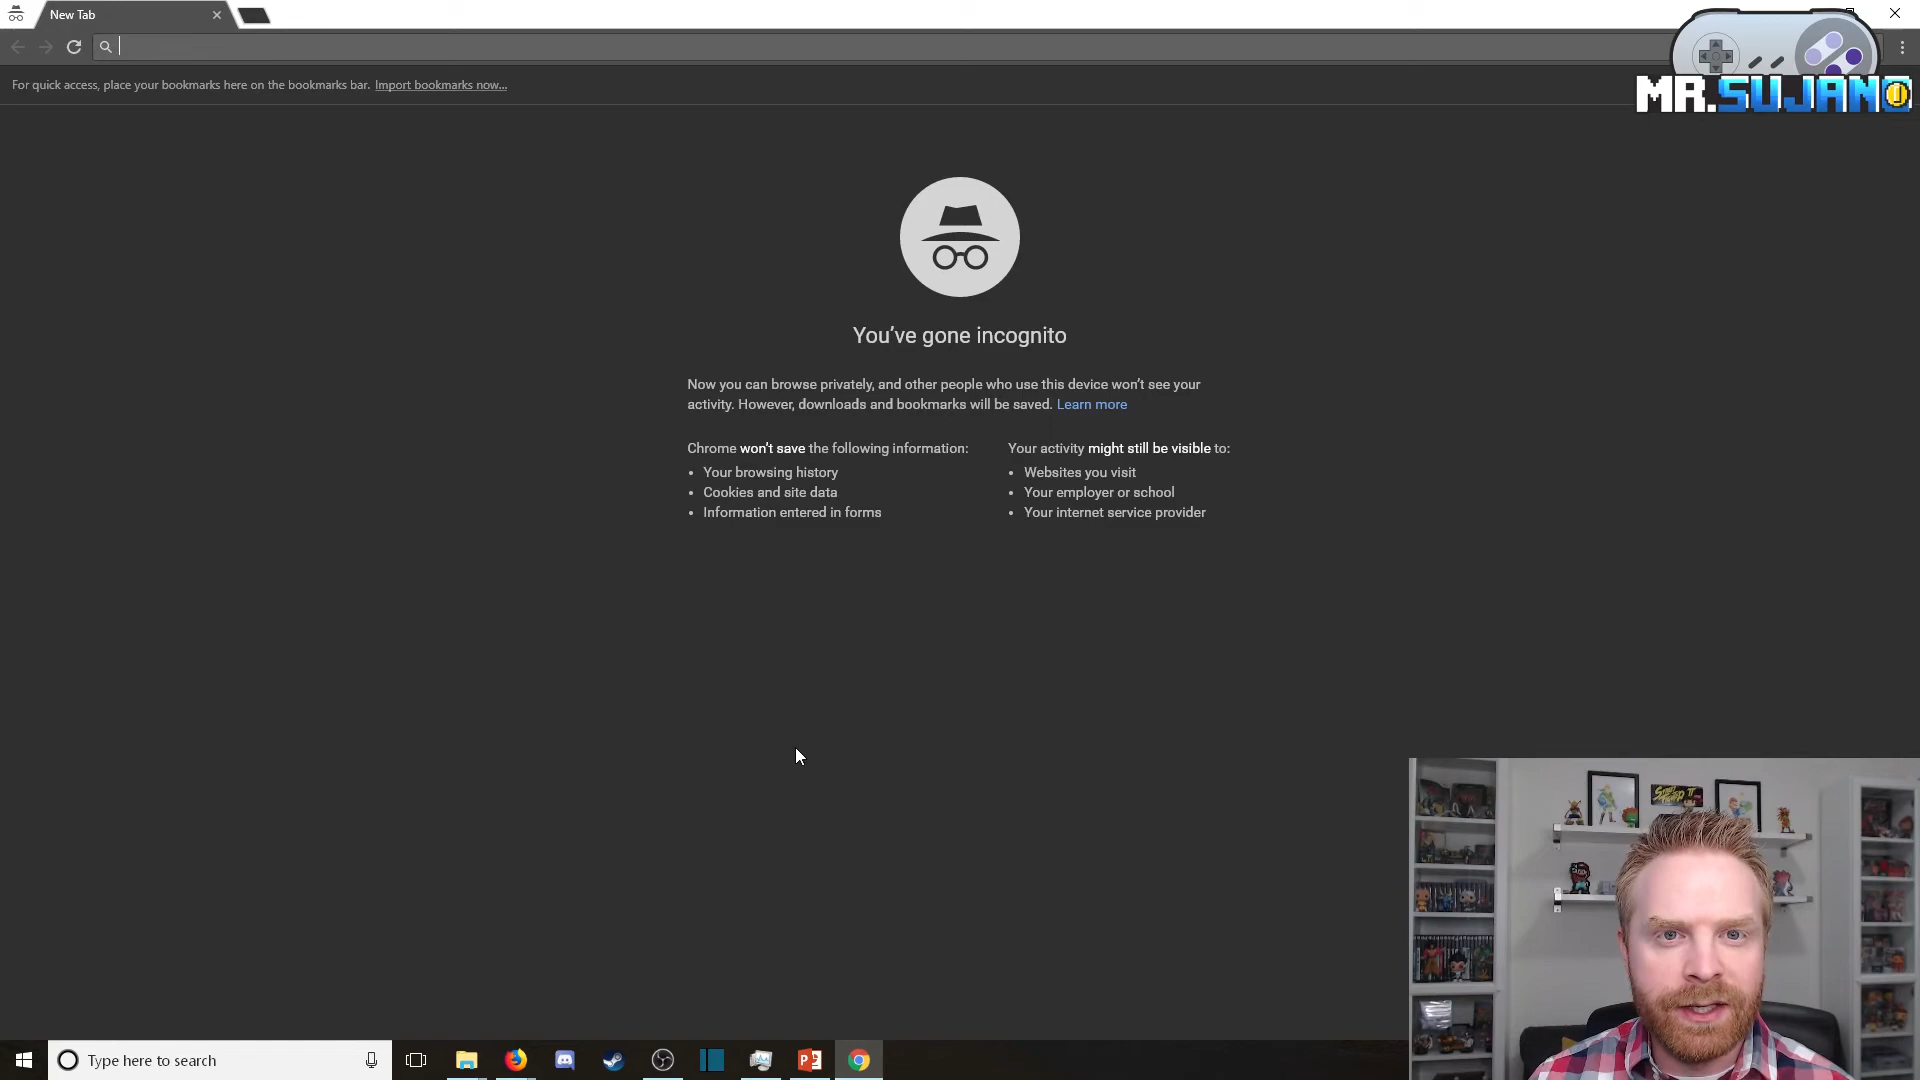 New Tab
For quick access, place your bookmarks here on the bookmarks bar. Import bookmarks now...
MR.SUJANO
You've gone incognito
Now you can browse privately, and other people who use this device won't see your
activity. However, downloads and bookmarks will be saved. Learn more
Chrome won't save the following information:
• Your browsing history
• Cookies and site data
• Information entered in forms
Your activity might still be visible to:
• Websites you visit
• Your employer or school
• Your internet service provider
STREET FIGHTER II
Type here to search